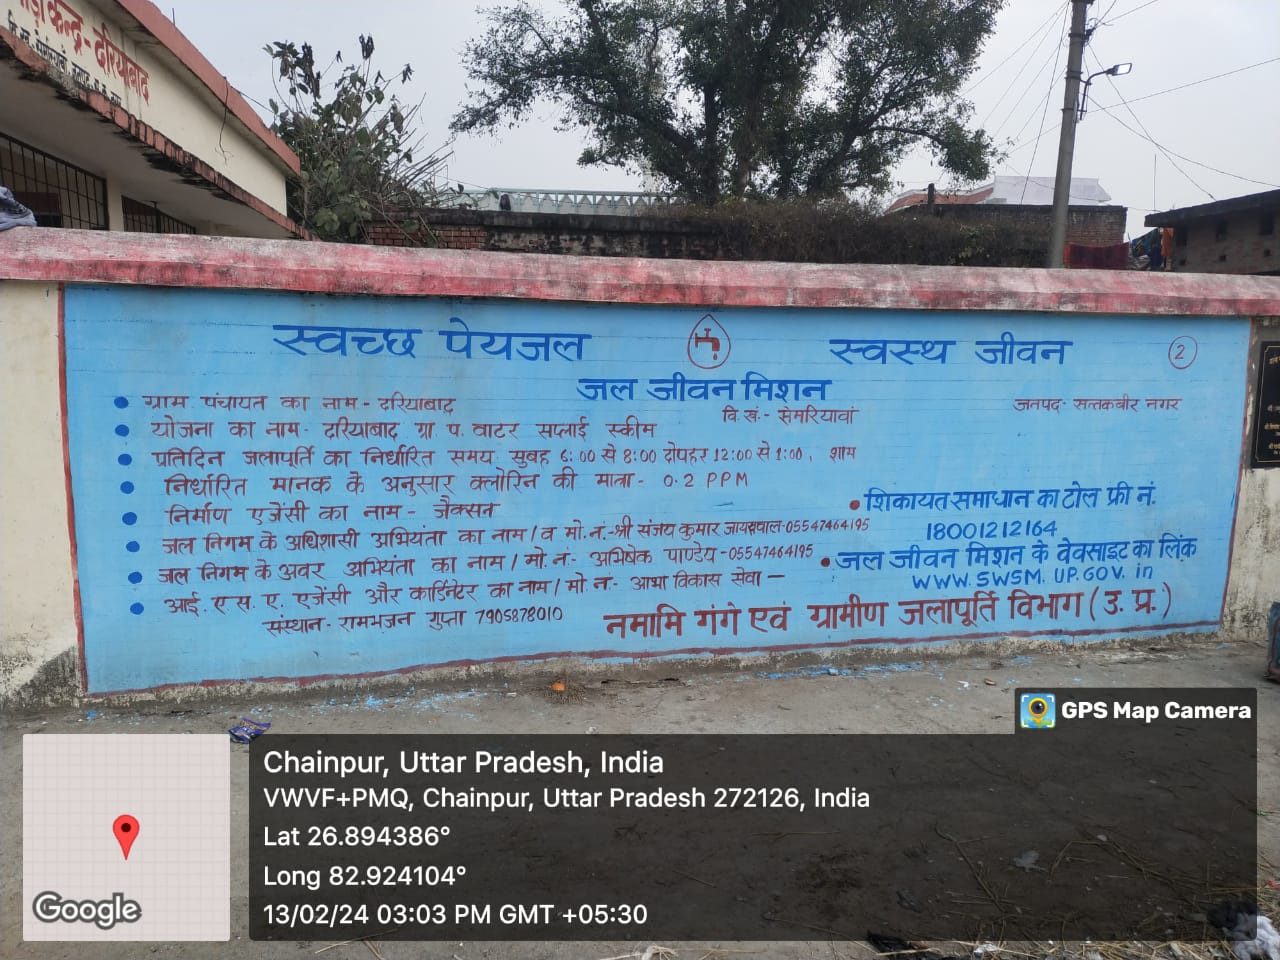 केन्द्र - दरियाबाद
स्वच्छ पेयजल स्वस्थ जीवन 2
जल जीवन मिशन
ग्राम पंचायत का नाम - दरियाबाद वि. खं. - सेमरियावां जनपद - सन्तकबीर नगर
योजना का नाम - दरियाबाद ग्रा. प. वाटर सप्लाई स्कीम
प्रतिदिन जलापूर्ति का निर्धारित समय सुबह 6:00 से 8:00 दोपहर 12:00 से 1:00, शाम
निर्धारित मानक के अनुसार क्लोरिन की मात्रा - 0.2 PPM
निर्माण एजेंसी का नाम - जैक्सन
जल निगम के अधिशासी अभियंता का नाम / व मो. नं. - श्री संजय कुमार जायसवाल - 05547464195
जल निगम के अवर अभियंता का नाम / मो. नं. - अभिषेक पाण्डेय - 05547464195
आई. एस. ए. एजेंसी और कार्डिनेटर का नाम / मो. नं. - आभा विकास सेवा -
संस्थान - रामभजन गुप्ता 7905878010
शिकायत समाधान का टोल फ्री नं.
18001212164
जल जीवन मिशन के वेवसाइट का लिंक
WWW.SWSM.UP.GOV.in
नमामि गंगे एवं ग्रामीण जलापूर्ति विभाग (उ. प्र.)
GPS Map Camera
Chainpur, Uttar Pradesh, India
VWVF+PMQ, Chainpur, Uttar Pradesh 272126, India
Lat 26.894386°
Long 82.924104°
13/02/24 03:03 PM GMT +05:30
Google